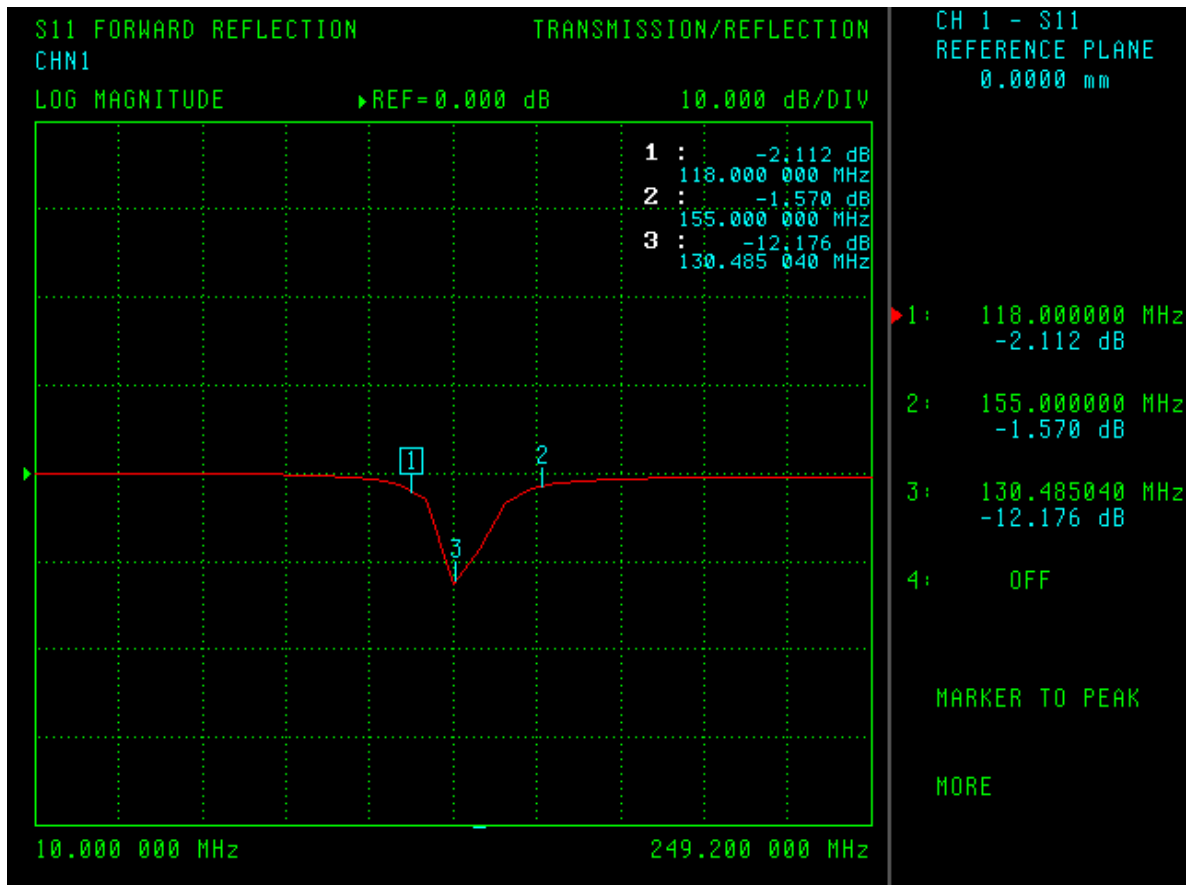 S11 FORWARD REFLECTION TRANSMISSION/REFLECTION
CHN1
LOG MAGNITUDE ▶REF=0.000 dB 10.000 dB/DIV
1 : -2.112 dB
118.000 000 MHz
2 : -1.570 dB
155.000 000 MHz
3 : -12.176 dB
130.485 040 MHz
1
2
3
10.000 000 MHz 249.200 000 MHz
CH 1 - S11
REFERENCE PLANE
0.0000 mm
▶1: 118.000000 MHz
-2.112 dB
2: 155.000000 MHz
-1.570 dB
3: 130.485040 MHz
-12.176 dB
4: OFF
MARKER TO PEAK
MORE